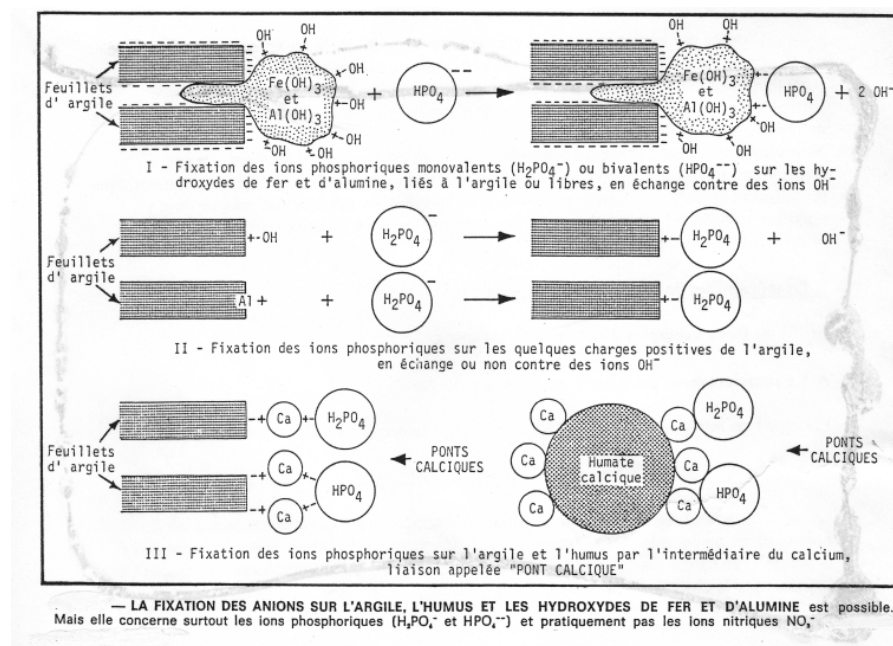 OH⁻
OH
OH
OH
OH
OH
OH
Feuillets
d' argile
Fe(OH)₃
et
Al(OH)₃
+
HPO₄⁻⁻
OH
OH
OH
OH
OH
Fe(OH)₃
et
Al(OH)₃
HPO₄
+ 2 OH⁻
I - Fixation des ions phosphoriques monovalents (H₂PO₄⁻) ou bivalents (HPO₄⁻⁻) sur les hy-
droxydes de fer et d'alumine, liés à l'argile ou libres, en échange contre des ions OH⁻
Feuillets
d' argile
+-OH + H₂PO₄⁻
+- H₂PO₄ + OH⁻
Al+ + H₂PO₄⁻
+- H₂PO₄
II - Fixation des ions phosphoriques sur les quelques charges positives de l'argile,
en échange ou non contre des ions OH⁻
Feuillets
d' argile
-+ Ca +- H₂PO₄
-+ Ca
HPO₄
-+ Ca
PONTS
CALCIQUES
Ca
Ca
Ca
Humate
calcique
Ca
H₂PO₄
Ca
Ca
HPO₄
PONTS
CALCIQUES
III - Fixation des ions phosphoriques sur l'argile et l'humus par l'intermédiaire du calcium,
liaison appelée "PONT CALCIQUE"
— LA FIXATION DES ANIONS SUR L'ARGILE, L'HUMUS ET LES HYDROXYDES DE FER ET D'ALUMINE est possible.
Mais elle concerne surtout les ions phosphoriques (H₂PO₄⁻ et HPO₄⁻⁻) et pratiquement pas les ions nitriques NO₃⁻